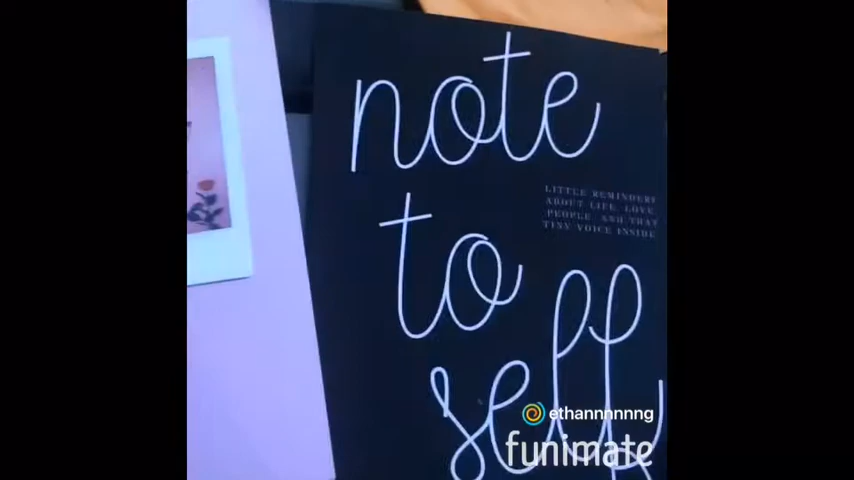 note
to
self
LITTLE REMINDERS
ABOUT LIFE, LOVE,
PEOPLE, AND THAT
TINY VOICE INSIDE
ethannnnnng
funimate